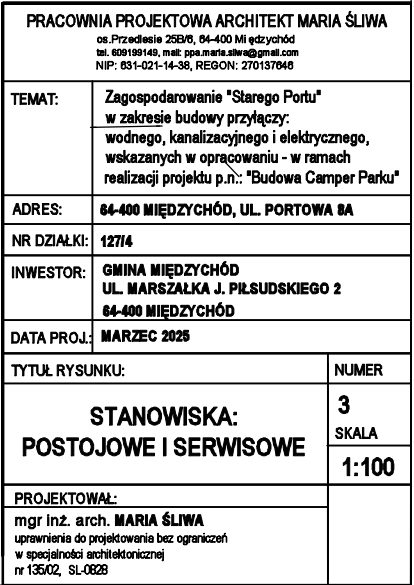 PRACOWNIA PROJEKTOWA ARCHITEKT MARIA ŚLIWA
os.Przedlesie 25B/6, 64-400 Mi ędzychód
tel. 609199149, mail: ppa.maria.sliwa@gmail.com
NIP: 631-021-14-38, REGON: 270137646
TEMAT: Zagospodarowanie "Starego Portu"
w zakresie budowy przyłączy:
wodnego, kanalizacyjnego i elektrycznego,
wskazanych w opracowaniu - w ramach
realizacji projektu p.n.: "Budowa Camper Parku"
ADRES: 64-400 MIĘDZYCHÓD, UL. PORTOWA 8A
NR DZIAŁKI: 127/4
INWESTOR: GMINA MIĘDZYCHÓD
UL. MARSZAŁKA J. PIŁSUDSKIEGO 2
64-400 MIĘDZYCHÓD
DATA PROJ.: MARZEC 2025
TYTUŁ RYSUNKU: NUMER
STANOWISKA:
POSTOJOWE I SERWISOWE
3
SKALA
1:100
PROJEKTOWAŁ:
mgr inż. arch. MARIA ŚLIWA
uprawnienia do projektowania bez ograniczeń
w specjalności architektonicznej
nr 135/02, SL-0828